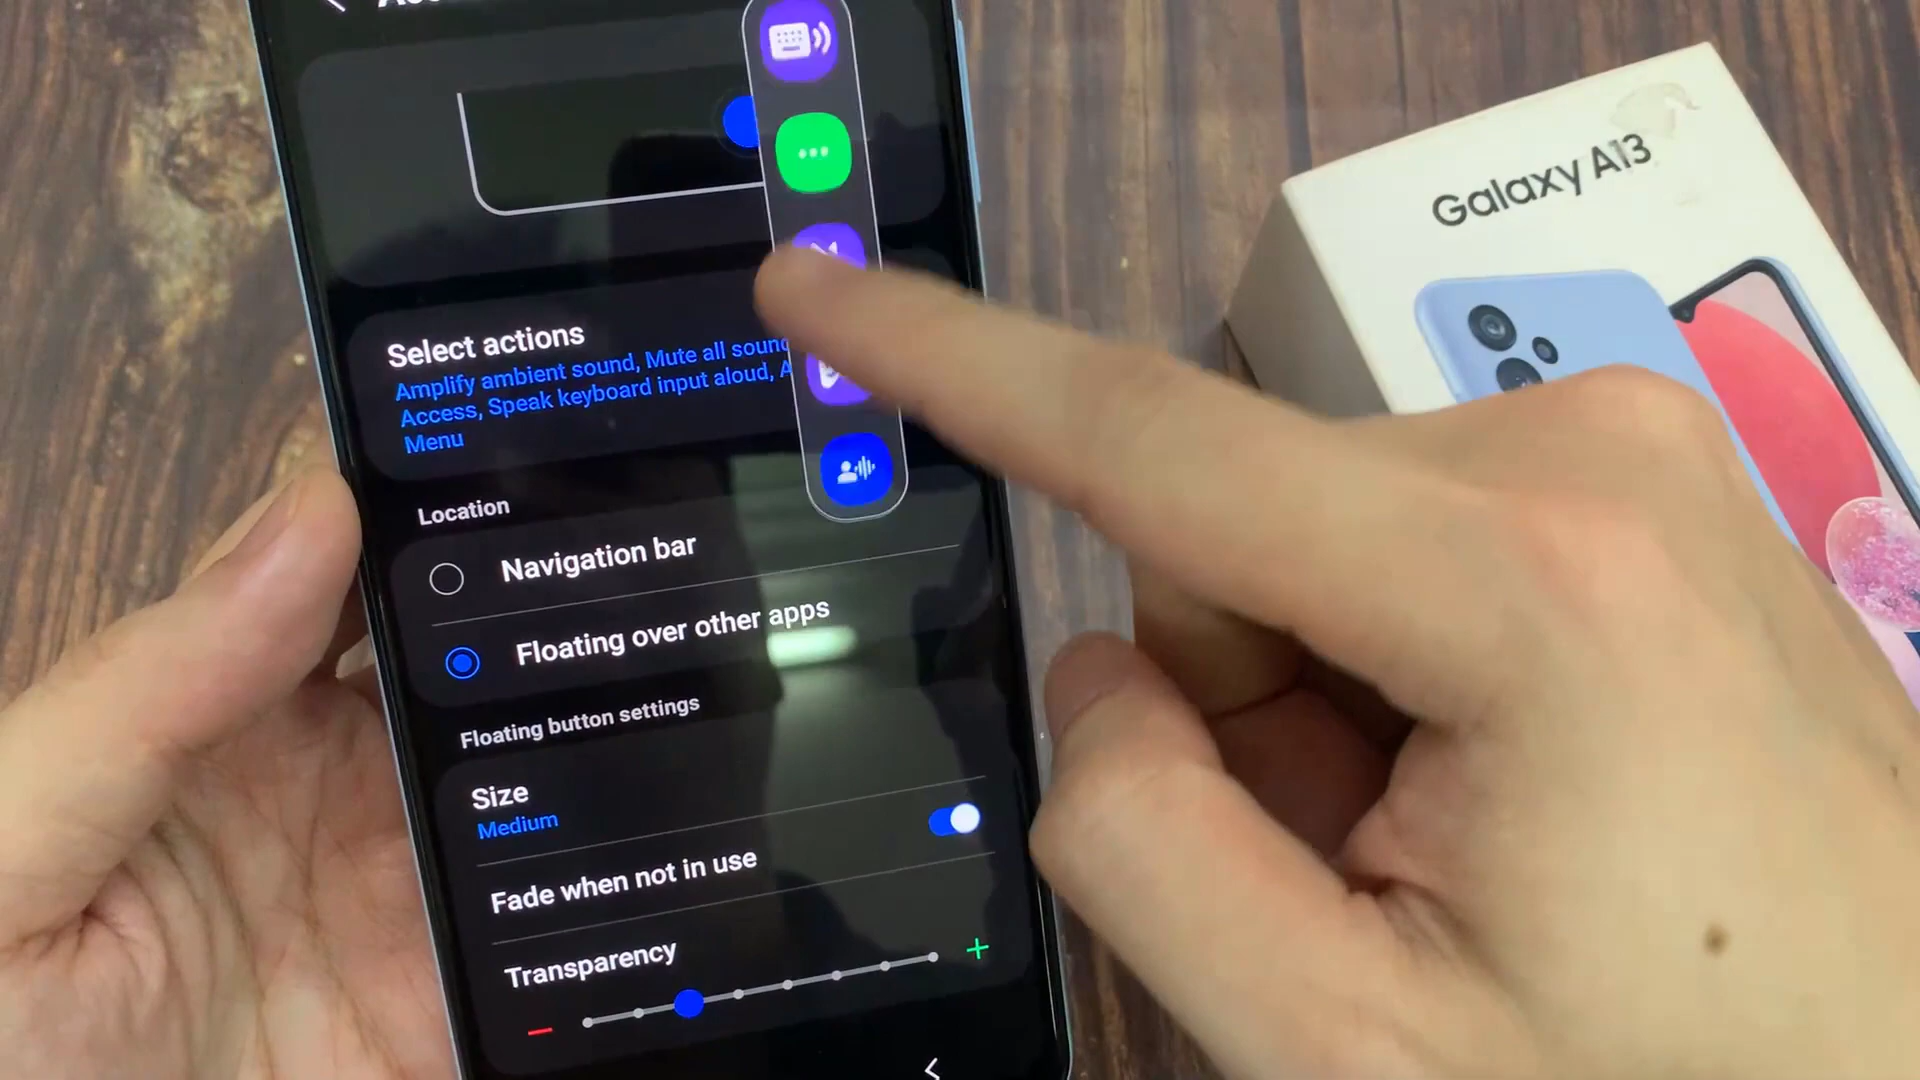 Select actions
Amplify ambient sound, Mute all
Access, Speak keyboard input aloud,
Menu
Location
Navigation bar
Floating over other apps
Floating button settings
Size
Medium
Fade when not in use
Transparency
Galaxy A13